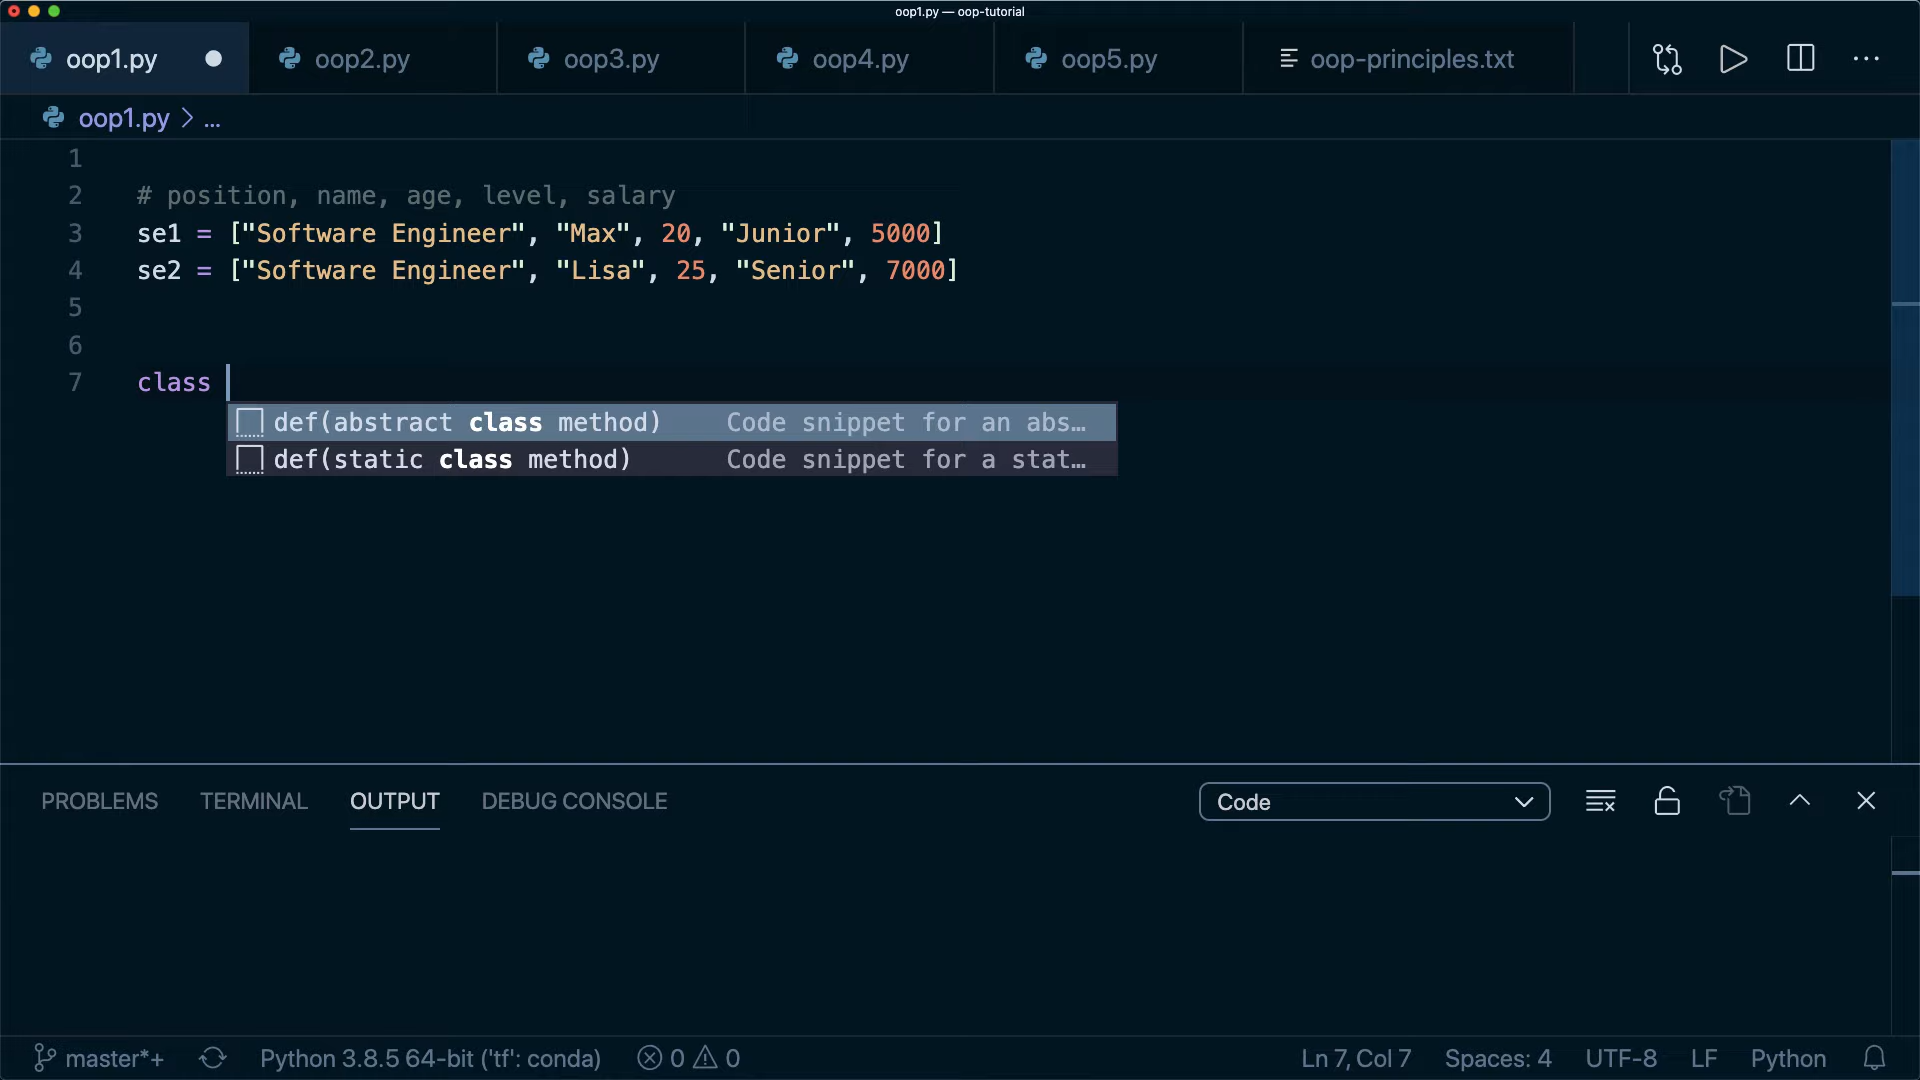 oop1.py — oop-tutorial
oop1.py oop2.py oop3.py oop4.py oop5.py oop-principles.txt
oop1.py > ...
1
2 # position, name, age, level, salary
3 se1 = ["Software Engineer", "Max", 20, "Junior", 5000]
4 se2 = ["Software Engineer", "Lisa", 25, "Senior", 7000]
5
6
7 class
def(abstract class method) Code snippet for an abs…
def(static class method) Code snippet for a stat…
PROBLEMS TERMINAL OUTPUT DEBUG CONSOLE Code
master*+ Python 3.8.5 64-bit ('tf': conda) 0 0 Ln 7, Col 7 Spaces: 4 UTF-8 LF Python